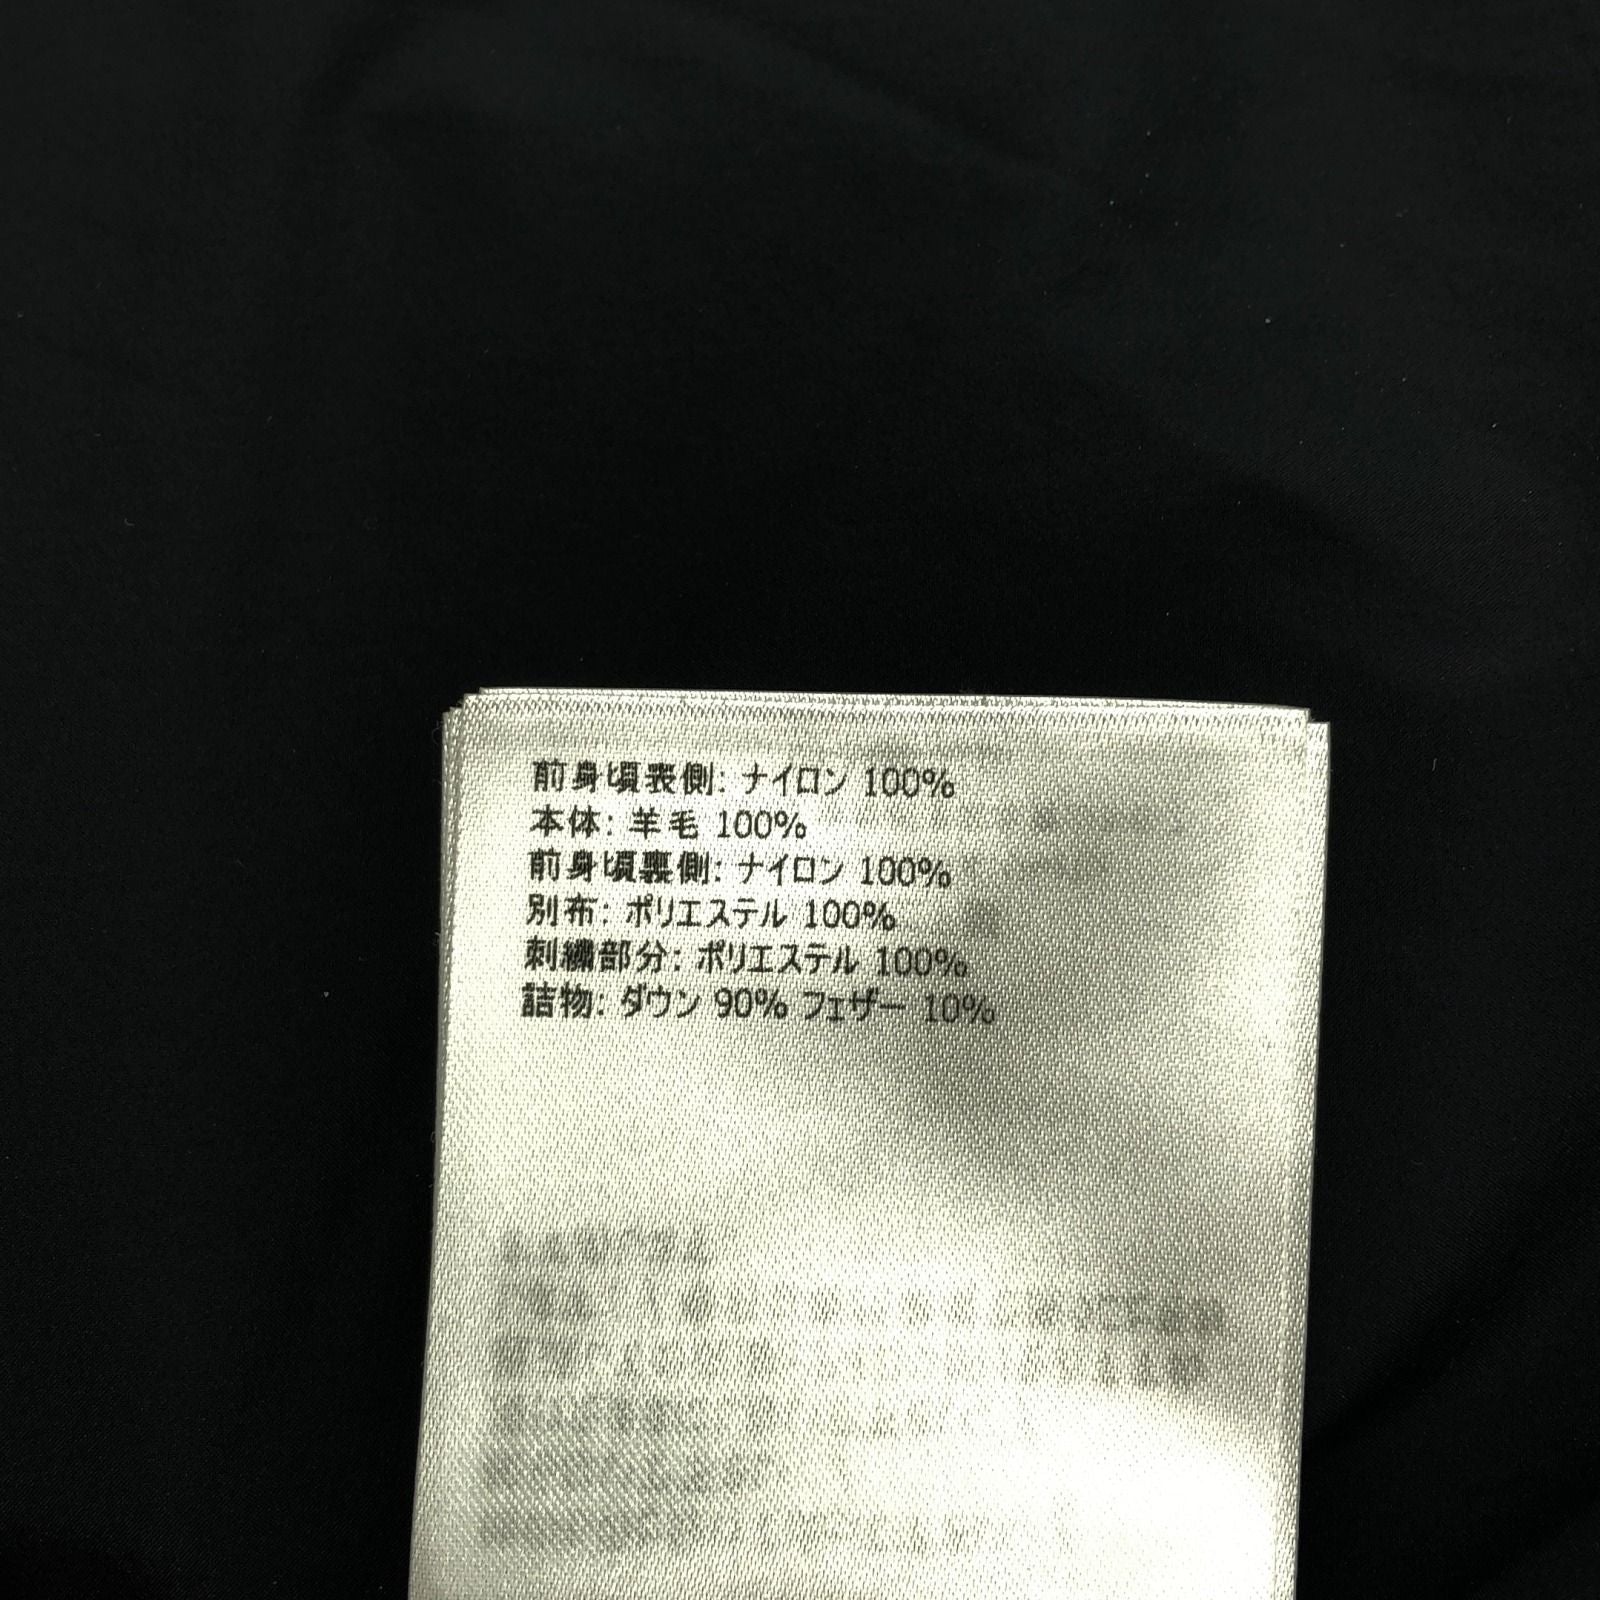 前身頃表側: ナイロン 100%
本体: 羊毛 100%
前身頃裏側: ナイロン 100%
別布: ポリエステル 100%
刺繍部分: ポリエステル 100%
詰物: ダウン 90% フェザー 10%